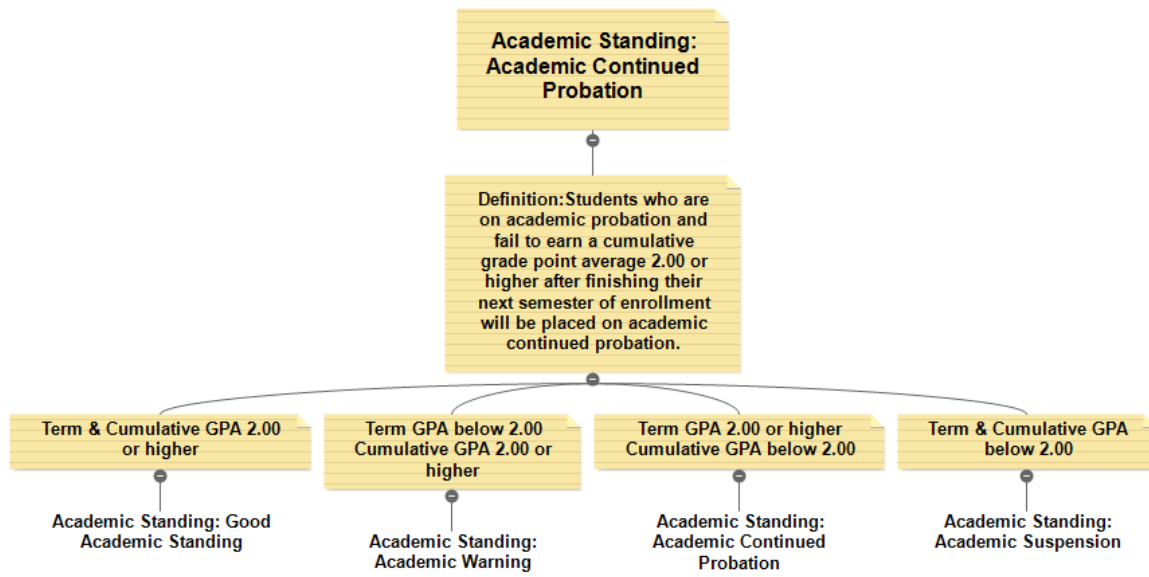 Academic Standing:
Academic Continued
Probation
Definition:Students who are
on academic probation and
fail to earn a cumulative
grade point average 2.00 or
higher after finishing their
next semester of enrollment
will be placed on academic
continued probation.
Term & Cumulative GPA 2.00
or higher
Term GPA below 2.00
Cumulative GPA 2.00 or
higher
Term GPA 2.00 or higher
Cumulative GPA below 2.00
Term & Cumulative GPA
below 2.00
Academic Standing: Good
Academic Standing
Academic Standing:
Academic Warning
Academic Standing:
Academic Continued
Probation
Academic Standing:
Academic Suspension